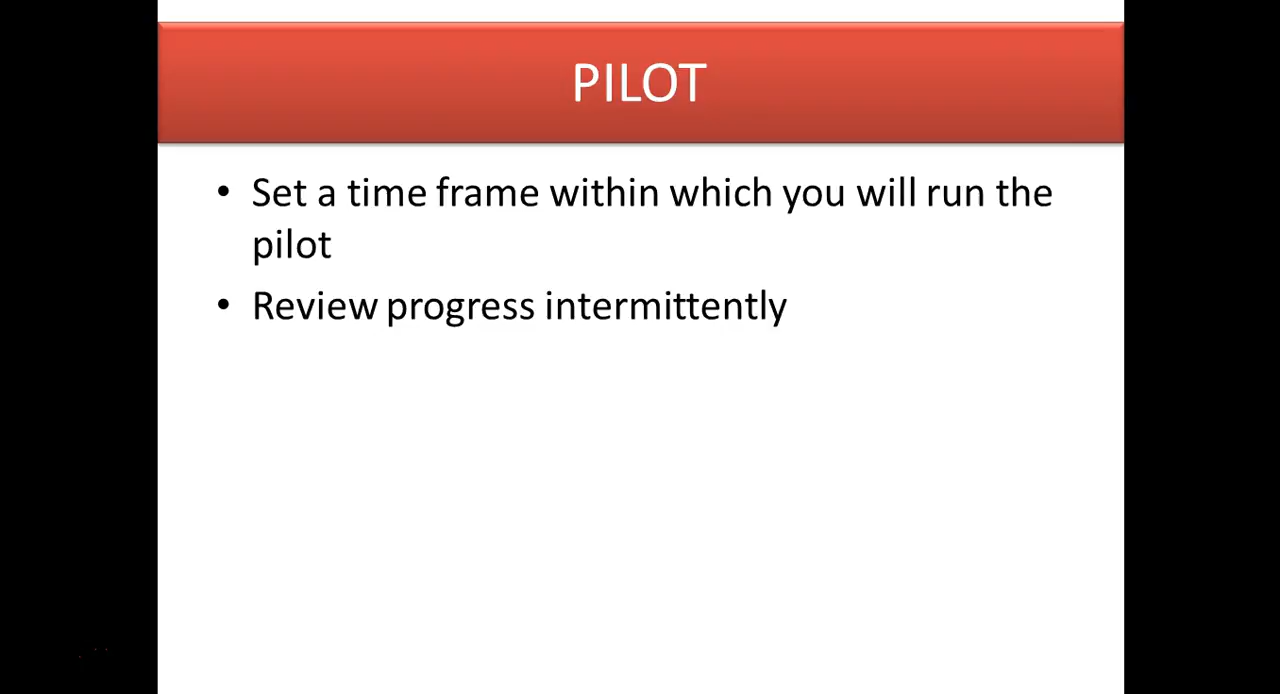 PILOT
• Set a time frame within which you will run the
pilot
• Review progress intermittently